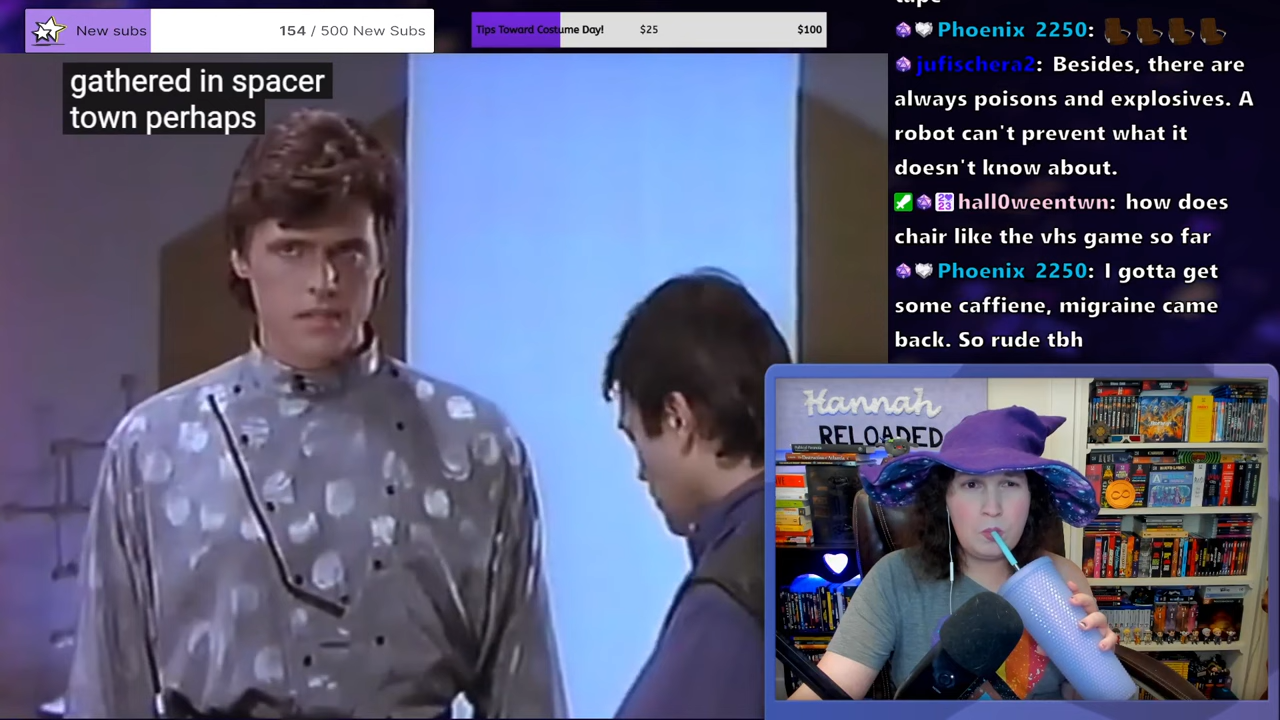 New subs
154 / 500 New Subs
Tips Toward Costume Day!
$25
$100
gathered in spacer
town perhaps
Phoenix 2250:
jufischera2: Besides, there are
always poisons and explosives. A
robot can't prevent what it
doesn't know about.
hall0weentwn: how does
chair like the vhs game so far
Phoenix 2250: I gotta get
some caffiene, migraine came
back. So rude tbh
Hannah
RELOADED